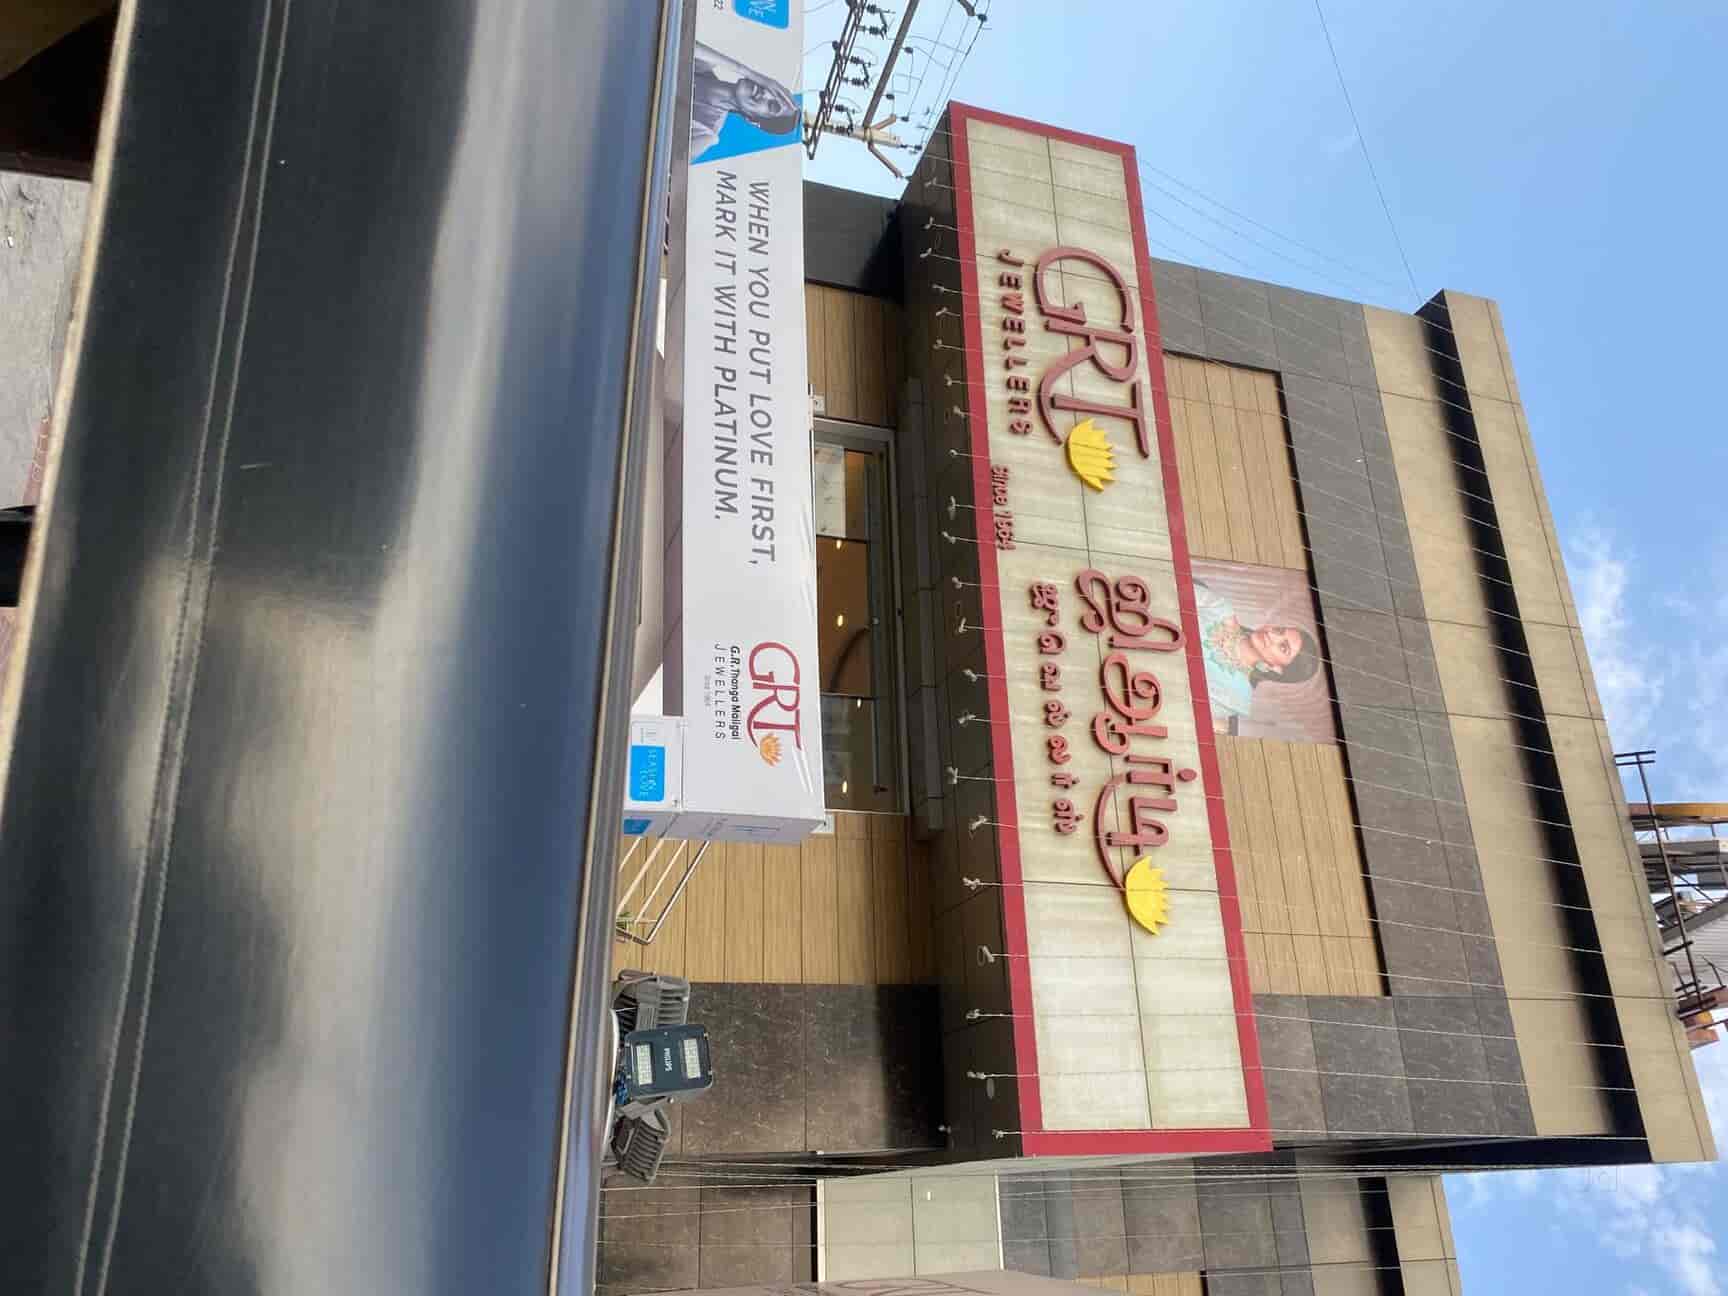 GRT
JEWELLERS
Since 1964
ஜிஆர்டி
ஜுவல்லர்ஸ்
WHEN YOU PUT LOVE FIRST,
MARK IT WITH PLATINUM.
GRT
G.R.Thanga Maligai
JEWELLERS
Since 1964
PHILIPS